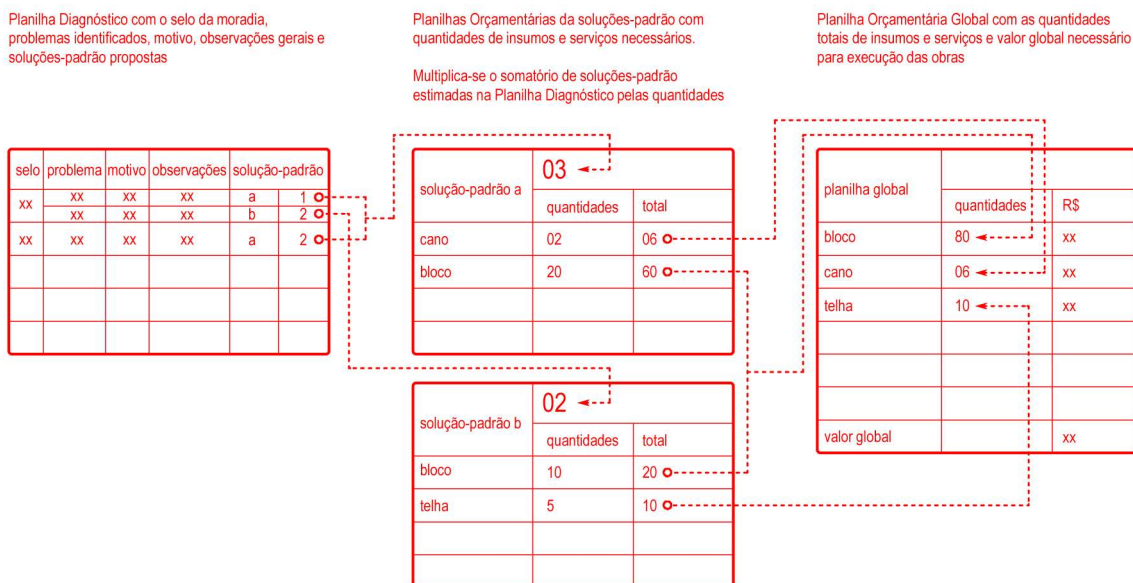 Planilha Diagnóstico com o selo da moradia,
problemas identificados, motivo, observações gerais e
soluções-padrão propostas
Planilhas Orçamentárias da soluções-padrão com
quantidades de insumos e serviços necessários.
Multiplica-se o somatório de soluções-padrão
estimadas na Planilha Diagnóstico pelas quantidades
Planilha Orçamentária Global com as quantidades
totais de insumos e serviços e valor global necessário
para execução das obras
selo problema motivo observações solução-padrão
xx xx xx xx a 1
xx xx xx b 2
xx xx xx xx a 2
solução-padrão a 03
quantidades total
cano 02 06
bloco 20 60
solução-padrão b 02
quantidades total
bloco 10 20
telha 5 10
planilha global
quantidades R$
bloco 80 xx
cano 06 xx
telha 10 xx
valor global xx